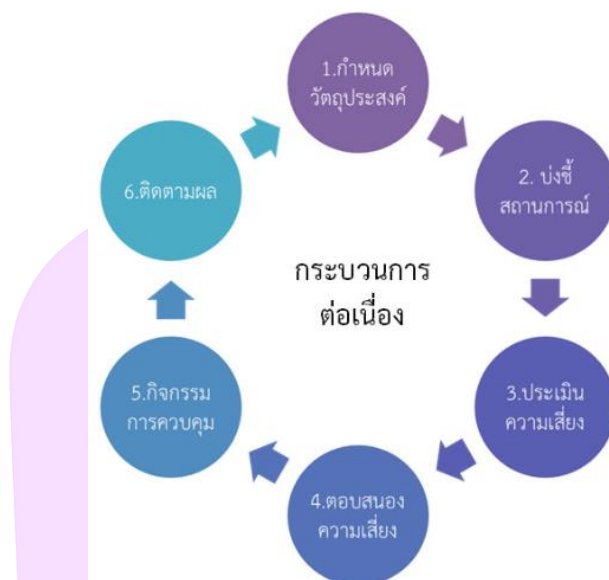 1.กำหนด
วัตถุประสงค์
2. บ่งชี้
สถานการณ์
3.ประเมิน
ความเสี่ยง
4.ตอบสนอง
ความเสี่ยง
5.กิจกรรม
การควบคุม
6.ติดตามผล
กระบวนการ
ต่อเนื่อง